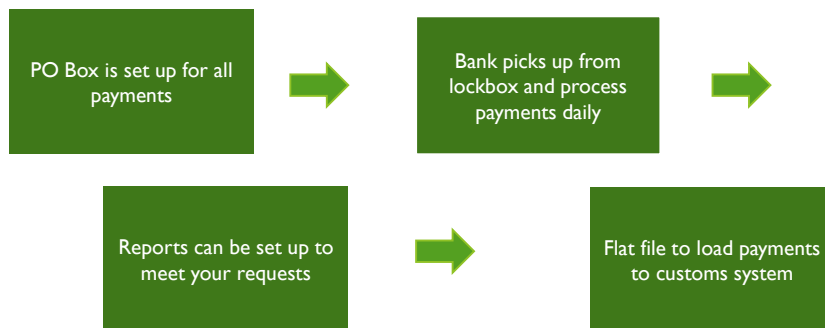 PO Box is set up for all
payments
Bank picks up from
lockbox and process
payments daily
Reports can be set up to
meet your requests
Flat file to load payments
to customs system